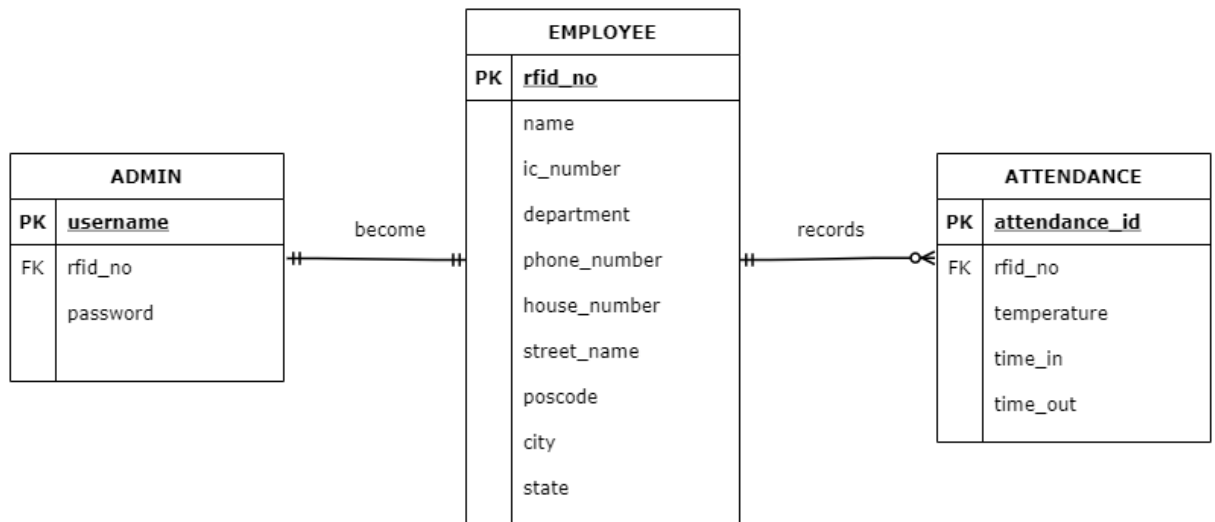 ADMIN
PK username
FK rfid_no
password
become
EMPLOYEE
PK rfid_no
name
ic_number
department
phone_number
house_number
street_name
poscode
city
state
records
ATTENDANCE
PK attendance_id
FK rfid_no
temperature
time_in
time_out